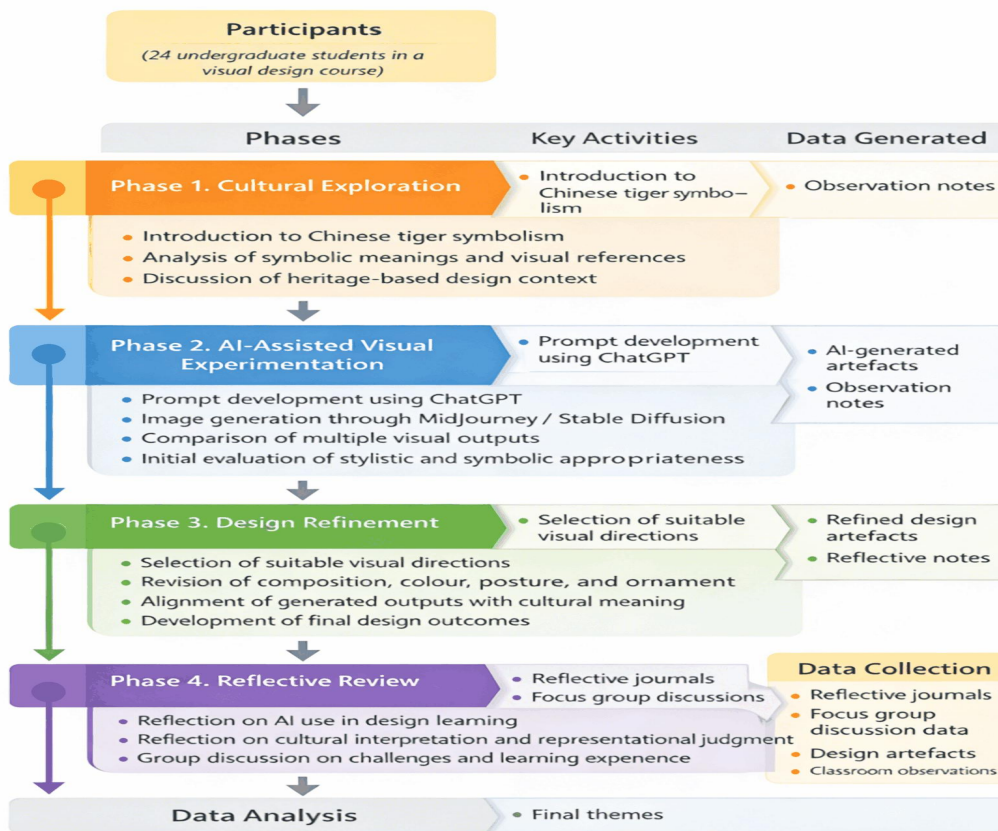 Participants
(24 undergraduate students in a
visual design course)
Phases
Key Activities
Data Generated
Phase 1. Cultural Exploration
• Introduction to
Chinese tiger symbo–
lism
• Observation notes
• Introduction to Chinese tiger symbolism
• Analysis of symbolic meanings and visual references
• Discussion of heritage-based design context
Phase 2. AI-Assisted Visual
Experimentation
• Prompt development
using ChatGPT
• AI-generated
artefacts
• Observation
notes
• Prompt development using ChatGPT
• Image generation through MidJourney / Stable Diffusion
• Comparison of multiple visual outputs
• Initial evaluation of stylistic and symbolic appropriateness
Phase 3. Design Refinement
• Selection of suitable
visual directions
• Refined design
artefacts
• Reflective notes
• Selection of suitable visual directions
• Revision of composition, colour, posture, and ornament
• Alignment of generated outputs with cultural meaning
• Development of final design outcomes
Phase 4. Reflective Review
• Reflective journals
• Focus group discussions
• Reflection on AI use in design learning
• Reflection on cultural interpretation and representational judgment
• Group discussion on challenges and learning expenence
Data Collection
• Reflective journals
• Focus group
discussion data
• Design artefacts
• Classroom observations
Data Analysis
• Final themes